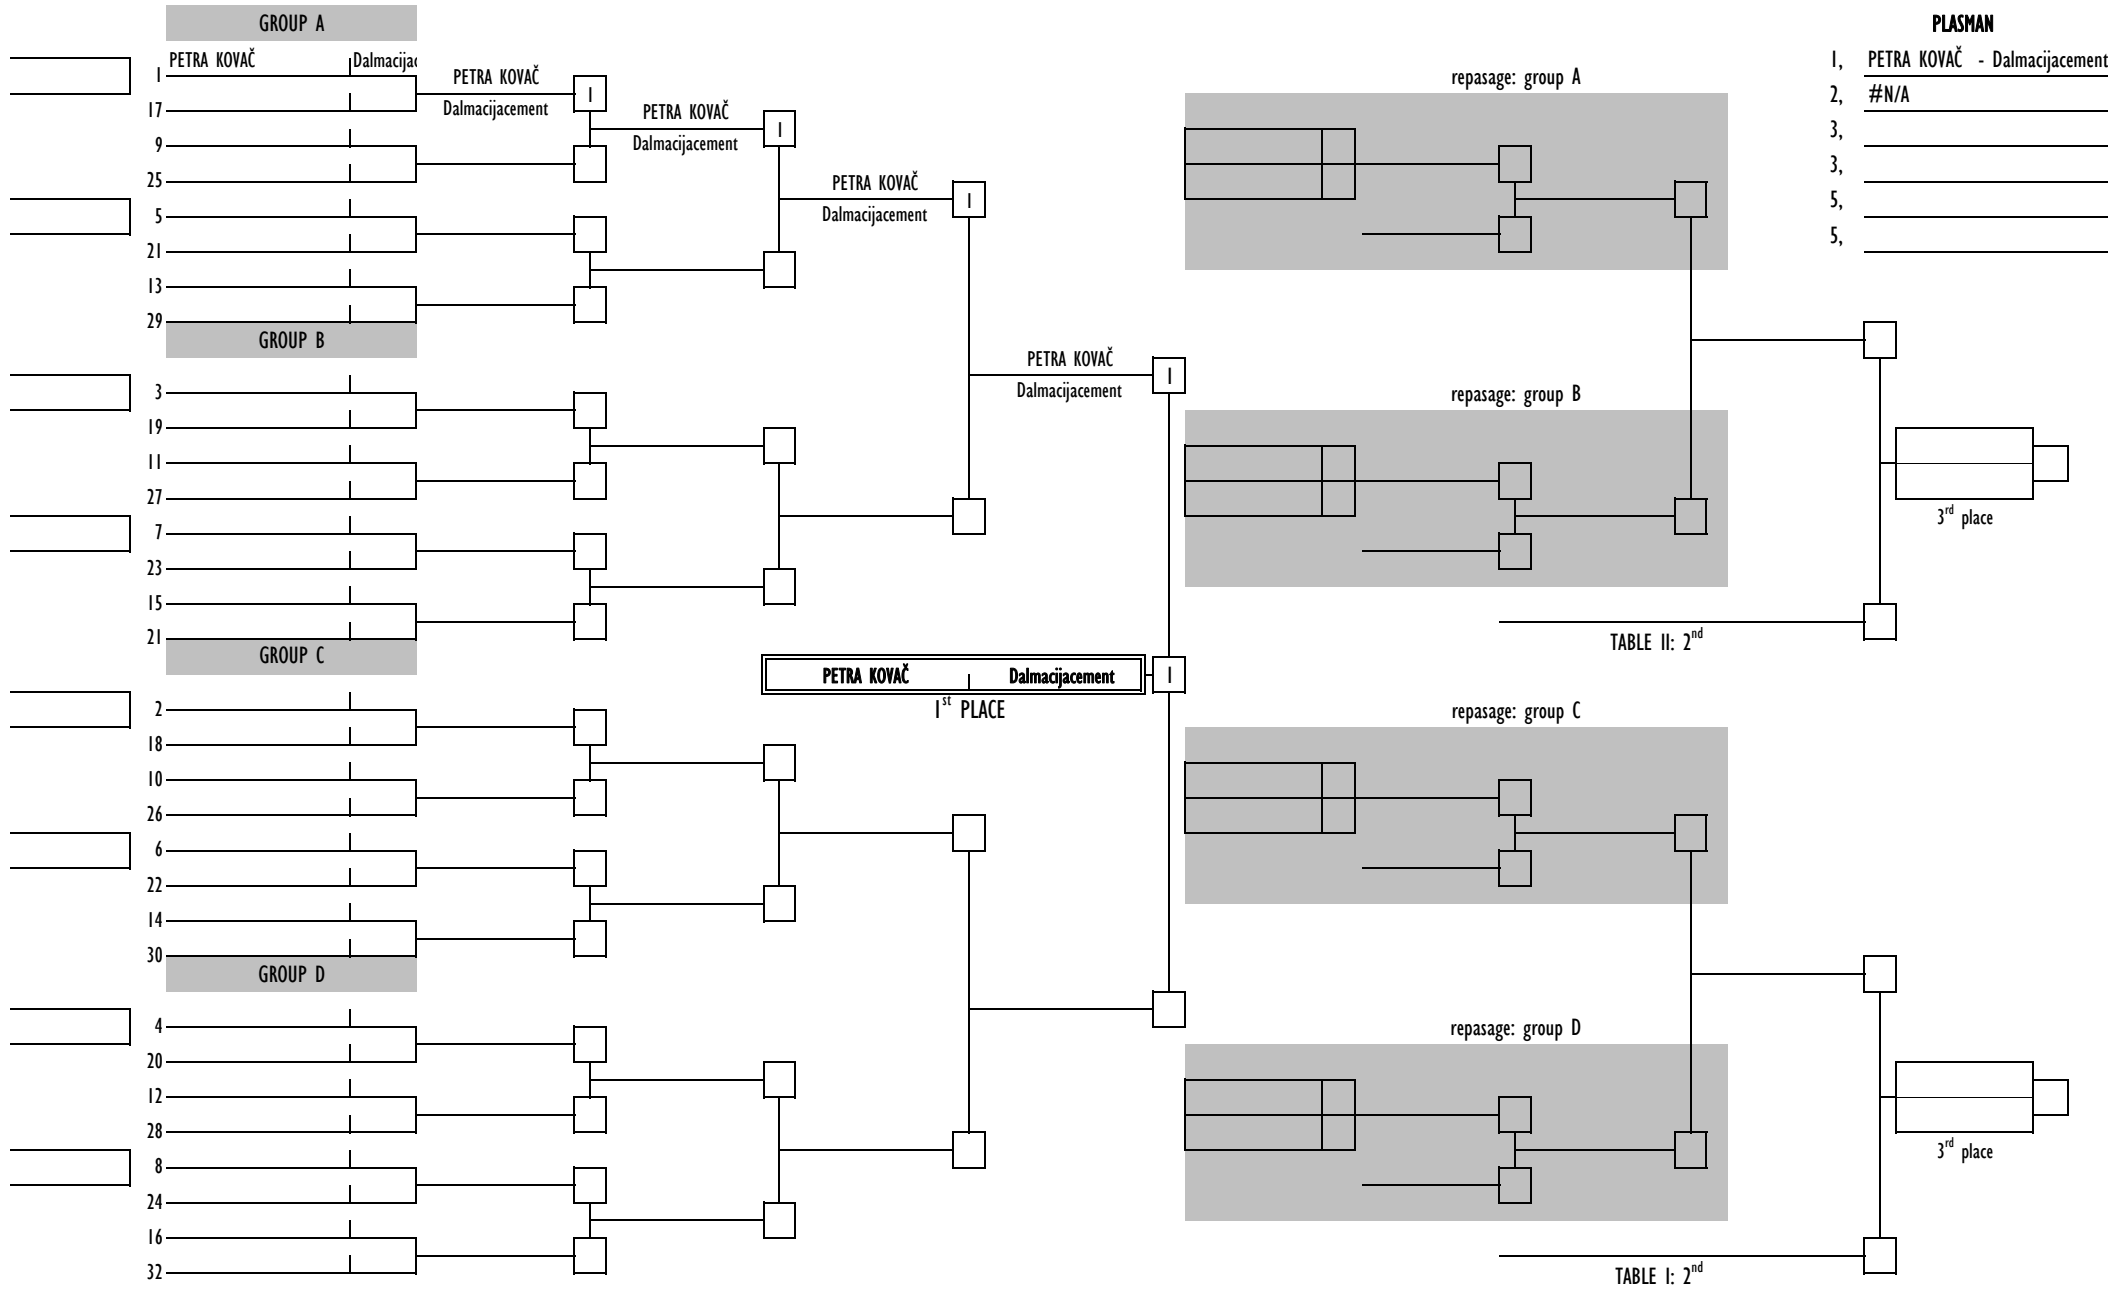 GROUP A
1 PETRA KOVAČ Dalmacijac
17
9
25
5
21
13
29
GROUP B
3
19
11
27
7
23
15
21
GROUP C
2
18
10
26
6
22
14
30
GROUP D
4
20
12
28
8
24
16
32
PETRA KOVAČ
Dalmacijacement
1
PETRA KOVAČ
Dalmacijacement
1
PETRA KOVAČ
Dalmacijacement
1
PETRA KOVAČ
Dalmacijacement
1
PETRA KOVAČ Dalmacijacement
1
1st PLACE
repasage: group A
repasage: group B
TABLE II: 2nd
3rd place
repasage: group C
repasage: group D
TABLE I: 2nd
3rd place
PLASMAN
1, PETRA KOVAČ - Dalmacijacement
2, #N/A
3,
3,
5,
5,